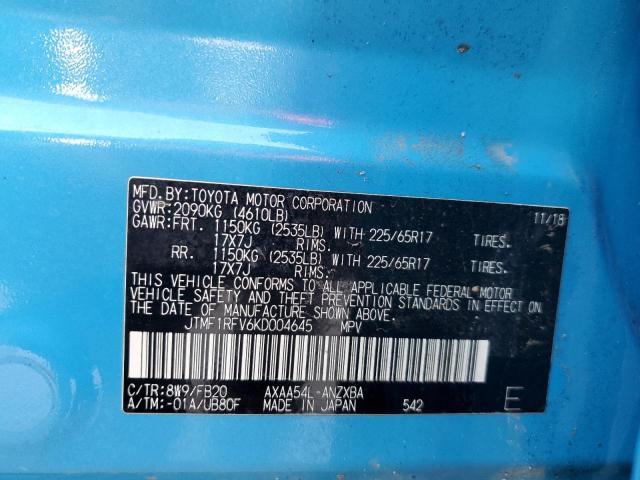 MFD. BY: TOYOTA MOTOR CORPORATION 11/18
GVWR: 2090KG (4610LB)
GAWR: FRT. 1150KG (2535LB) WITH 225/65R17 TIRES.
17X7J RIMS.
RR. 1150KG (2535LB) WITH 225/65R17 TIRES.
17X7J RIMS.
THIS VEHICLE CONFORMS TO ALL APPLICABLE FEDERAL MOTOR
VEHICLE SAFETY AND THEFT PREVENTION STANDARDS IN EFFECT ON
THE DATE OF MANUFACTURE SHOWN ABOVE.
JTMF1RFV6KD004645 MPV
C/TR: 8W9/FB20 AXAA54L-ANZXBA
A/TM: -01A/UB80F MADE IN JAPAN 542 E